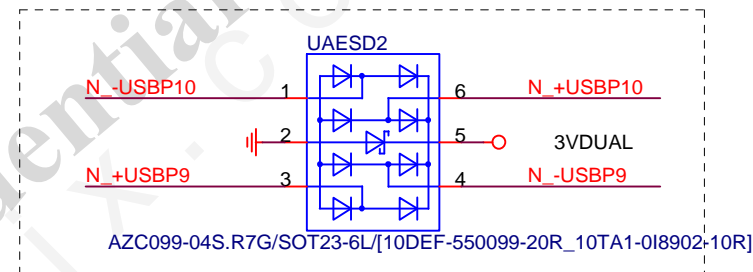 UAESD2
N_-USBP10 1 6 N_+USBP10
2 5 3VDUAL
N_+USBP9 3 4 N_-USBP9
AZC099-04S.R7G/SOT23-6L/[10DEF-550099-20R_10TA1-0I8902-10R]